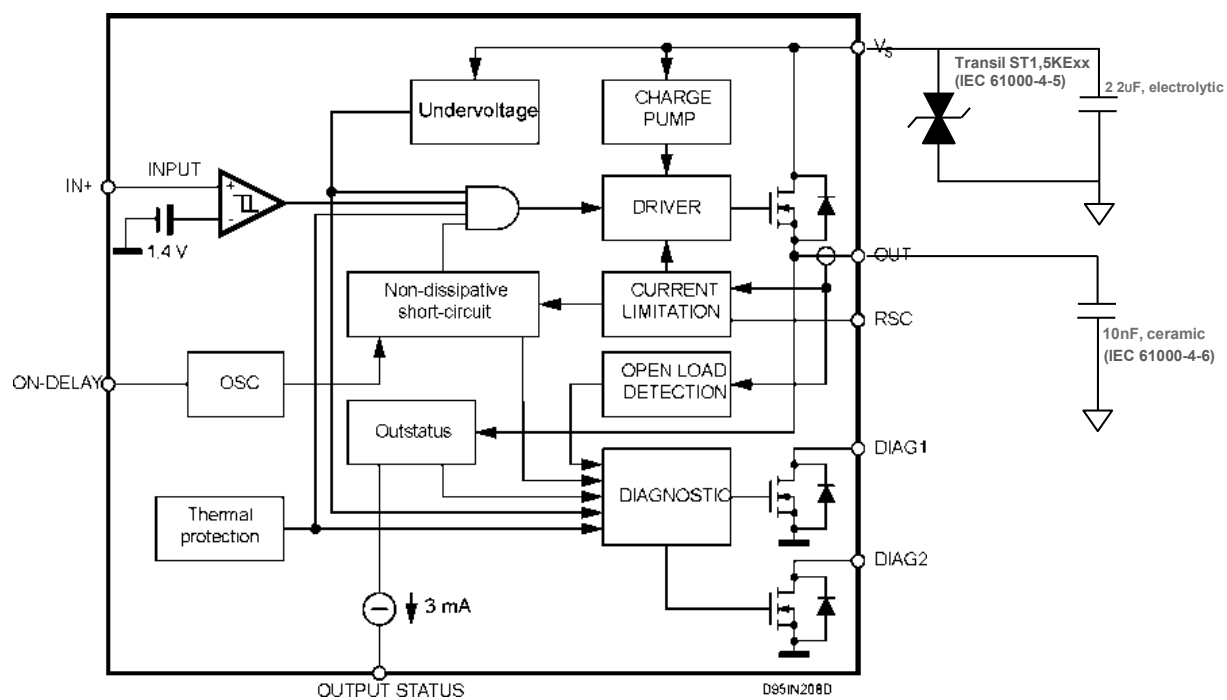 VS
Transil ST1,5KExx
(IEC 61000-4-5)
2 2uF, electrolytic
Undervoltage
CHARGE
PUMP
INPUT
IN+
+
-
1.4 V
DRIVER
OUT
Non-dissipative
short-circuit
CURRENT
LIMITATION
RSC
10nF, ceramic
(IEC 61000-4-6)
ON-DELAY
OSC
OPEN LOAD
DETECTION
Outstatus
DIAG1
DIAGNOSTIC
Thermal
protection
DIAG2
3 mA
OUTPUT STATUS
D95IN208D